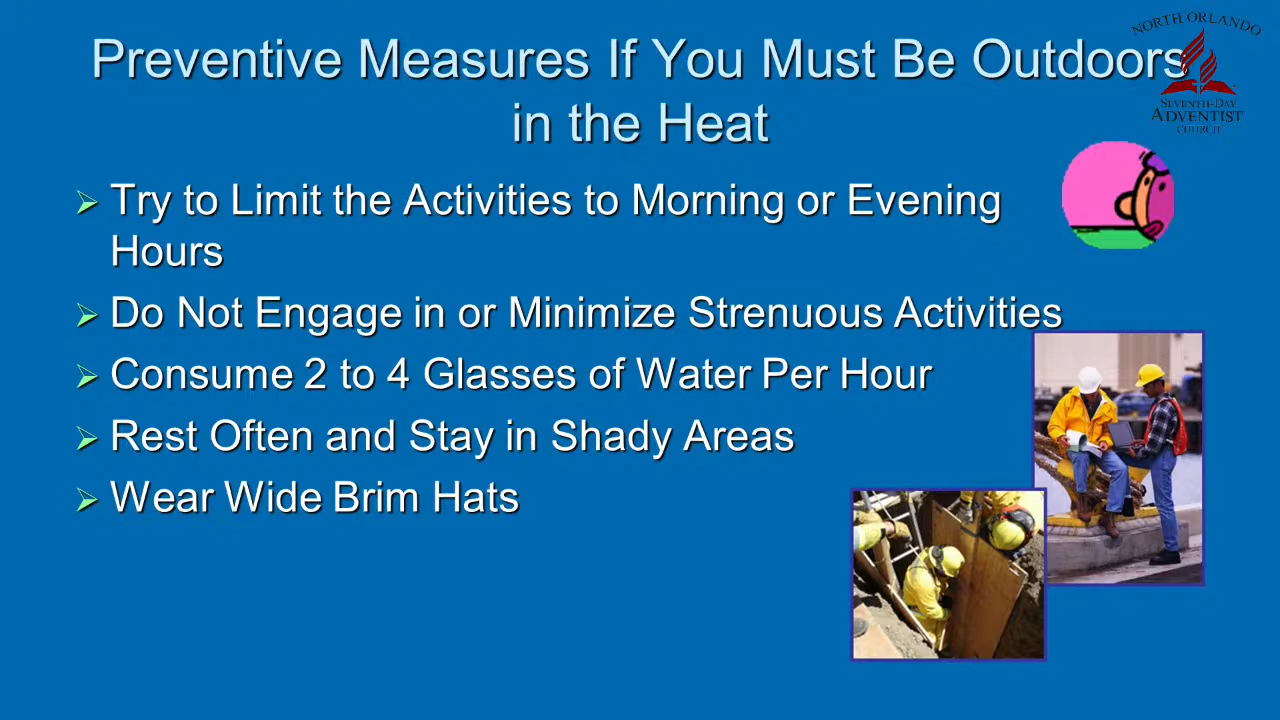 NORTH ORLANDO
SEVENTH-DAY
ADVENTIST
CHURCH
Preventive Measures If You Must Be Outdoors
in the Heat
Try to Limit the Activities to Morning or Evening
Hours
Do Not Engage in or Minimize Strenuous Activities
Consume 2 to 4 Glasses of Water Per Hour
Rest Often and Stay in Shady Areas
Wear Wide Brim Hats